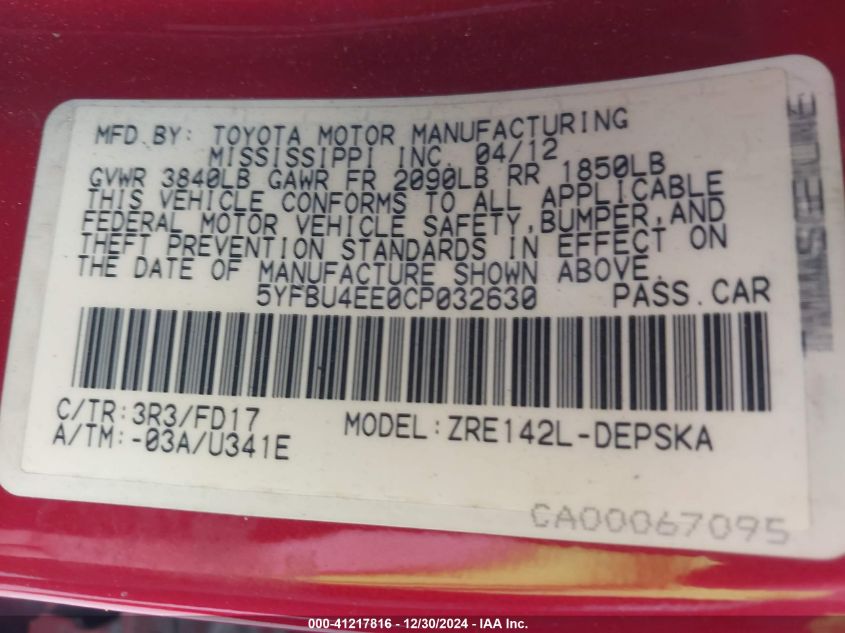 MFD.BY: TOYOTA MOTOR MANUFACTURING
MISSISSIPPI INC. 04/12
GVWR 3840LB GAWR FR 2090LB RR 1850LB
THIS VEHICLE CONFORMS TO ALL APPLICABLE
FEDERAL MOTOR VEHICLE SAFETY,BUMPER,AND
THEFT PREVENTION STANDARDS IN EFFECT ON
THE DATE OF MANUFACTURE SHOWN ABOVE.
5YFBU4EE0CP032630 PASS.CAR
C/TR:3R3/FD17
A/TM:-03A/U341E
MODEL:ZRE142L-DEPSKA
CA00067095
000-41217816 - 12/30/2024 - IAA Inc.